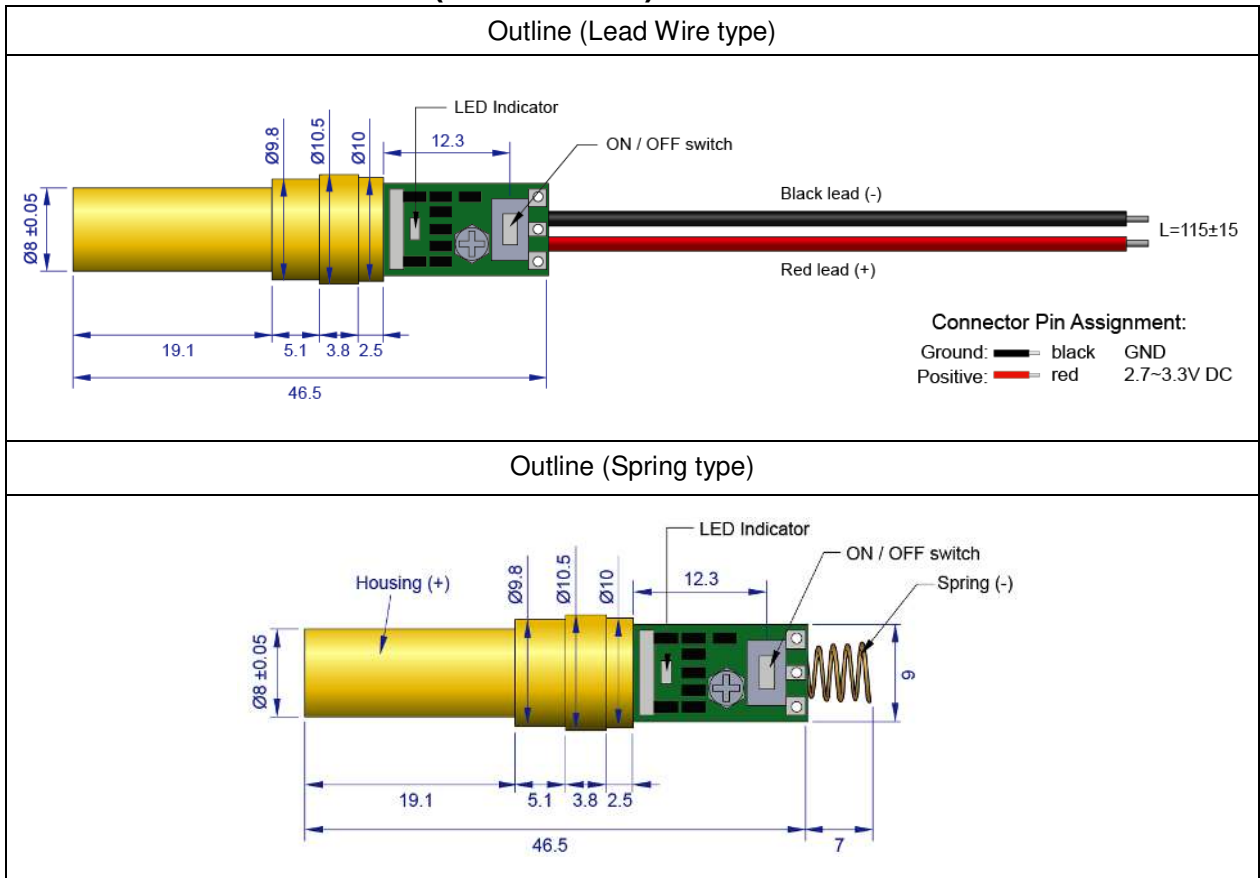 Outline (Lead Wire type)
LED Indicator
ON / OFF switch
Ø9.8
Ø10.5
Ø10
12.3
Ø8 ±0.05
Black lead (-)
L=115±15
Red lead (+)
19.1
5.1
3.8
2.5
46.5
Connector Pin Assignment:
Ground: black GND
Positive: red 2.7~3.3V DC
Outline (Spring type)
LED Indicator
ON / OFF switch
Spring (-)
Housing (+)
Ø9.8
Ø10.5
Ø10
12.3
Ø8 ±0.05
9
19.1
5.1
3.8
2.5
46.5
7